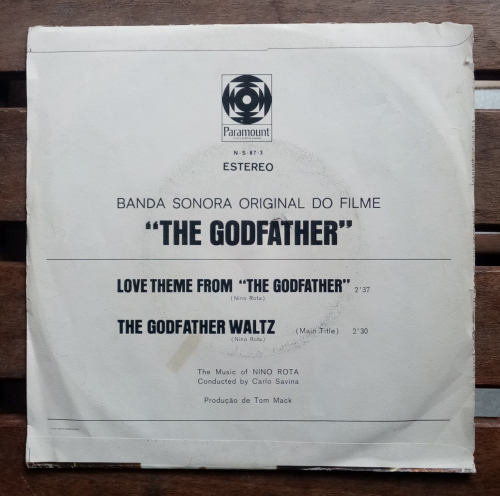 Paramount
N-S-87-3
ESTEREO
BANDA SONORA ORIGINAL DO FILME
"THE GODFATHER"
LOVE THEME FROM "THE GODFATHER" 2'37
(Nino Rota)
THE GODFATHER WALTZ (Main Title) 2'30
(Nino Rota)
The Music of NINO ROTA
Conducted by Carlo Savina
Produção de Tom Mack